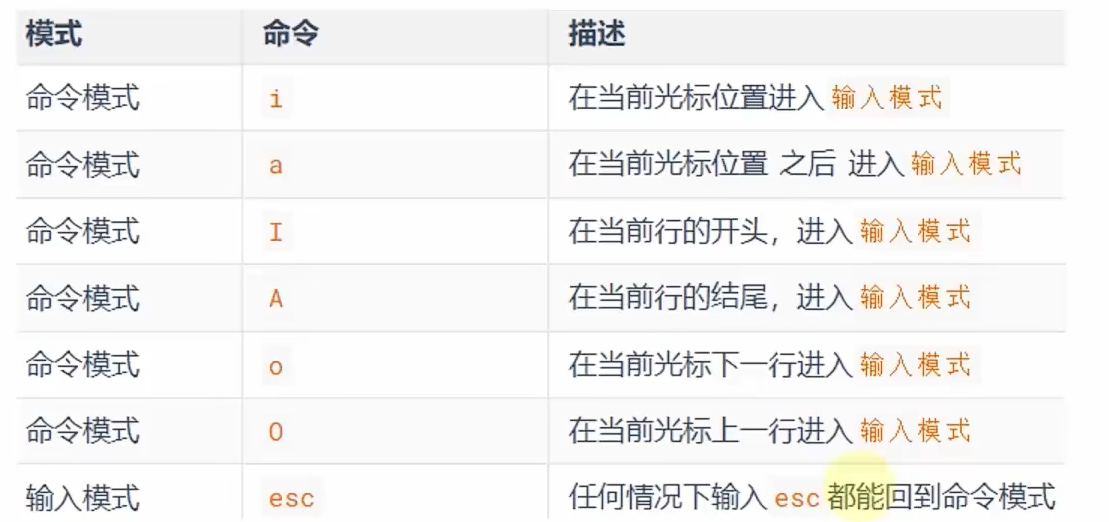 模式 命令 描述
命令模式 i 在当前光标位置进入 输入模式
命令模式 a 在当前光标位置 之后 进入 输入模式
命令模式 I 在当前行的开头，进入 输入模式
命令模式 A 在当前行的结尾，进入 输入模式
命令模式 o 在当前光标下一行进入 输入模式
命令模式 O 在当前光标上一行进入 输入模式
输入模式 esc 任何情况下输入 esc 都能回到命令模式